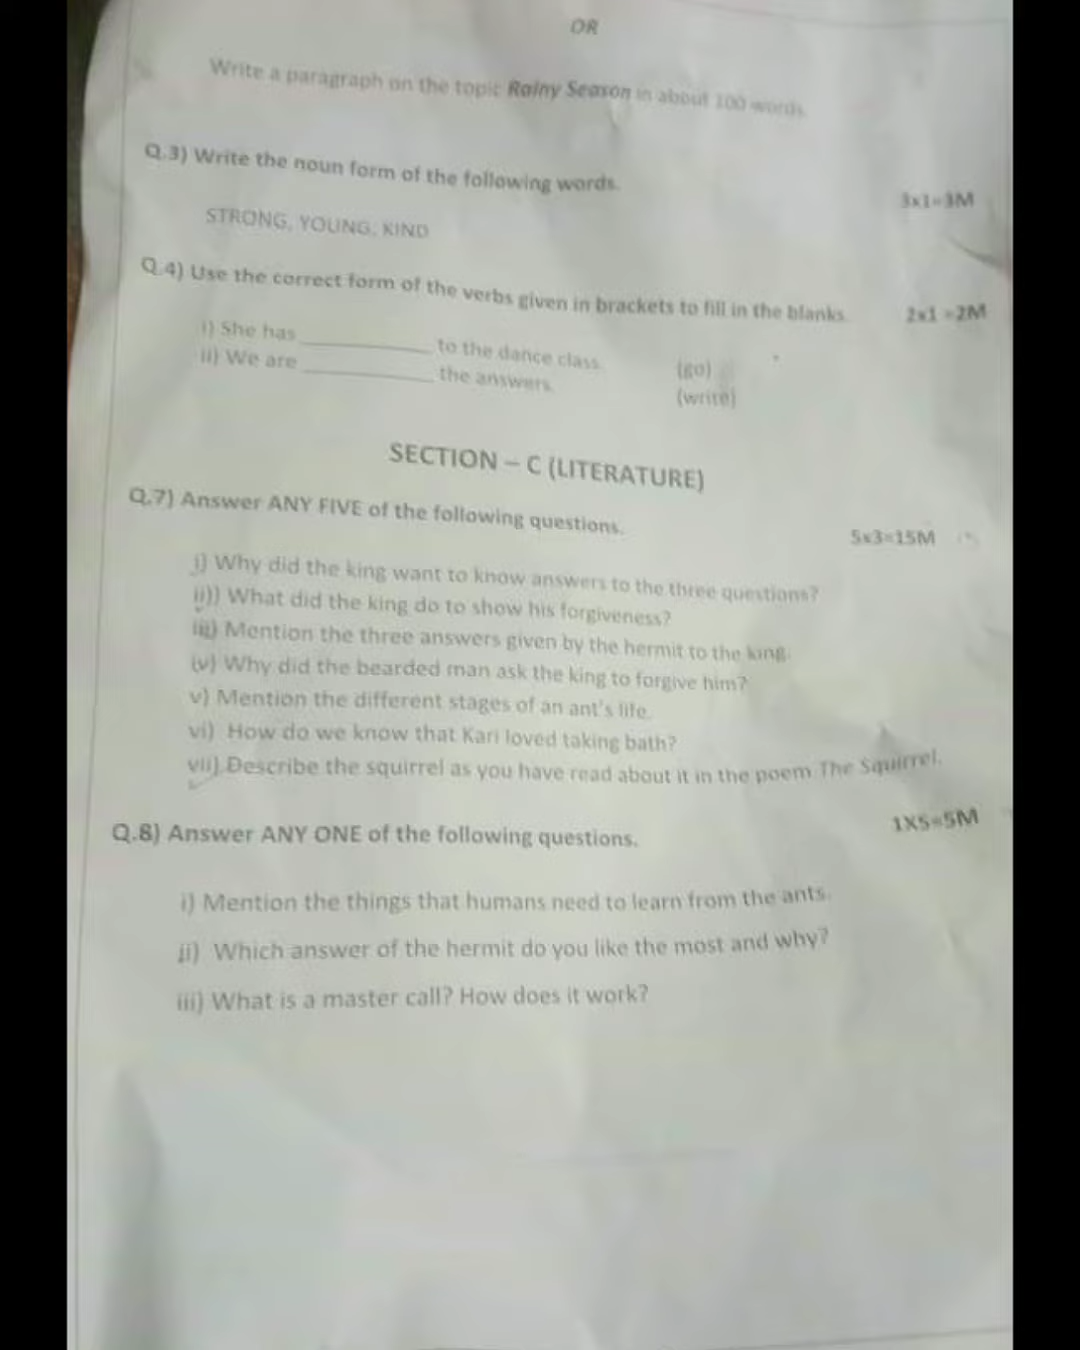 OR
Write a paragraph on the topic Rainy Season in about 100 words.
Q.3) Write the noun form of the following words. 3x1=3M
STRONG, YOUNG, KIND
Q.4) Use the correct form of the verbs given in brackets to fill in the blanks. 2x1 =2M
i) She has ____________ to the dance class. (go)
ii) We are ____________ the answers. (write)
SECTION – C (LITERATURE)
Q.7) Answer ANY FIVE of the following questions. 5x3=15M
i) Why did the king want to know answers to the three questions?
ii)) What did the king do to show his forgiveness?
iii) Mention the three answers given by the hermit to the king.
iv) Why did the bearded man ask the king to forgive him?
v) Mention the different stages of an ant's life.
vi) How do we know that Kari loved taking bath?
vii) Describe the squirrel as you have read about it in the poem The Squirrel.
Q.8) Answer ANY ONE of the following questions. 1X5=5M
i) Mention the things that humans need to learn from the ants.
ii) Which answer of the hermit do you like the most and why?
iii) What is a master call? How does it work?